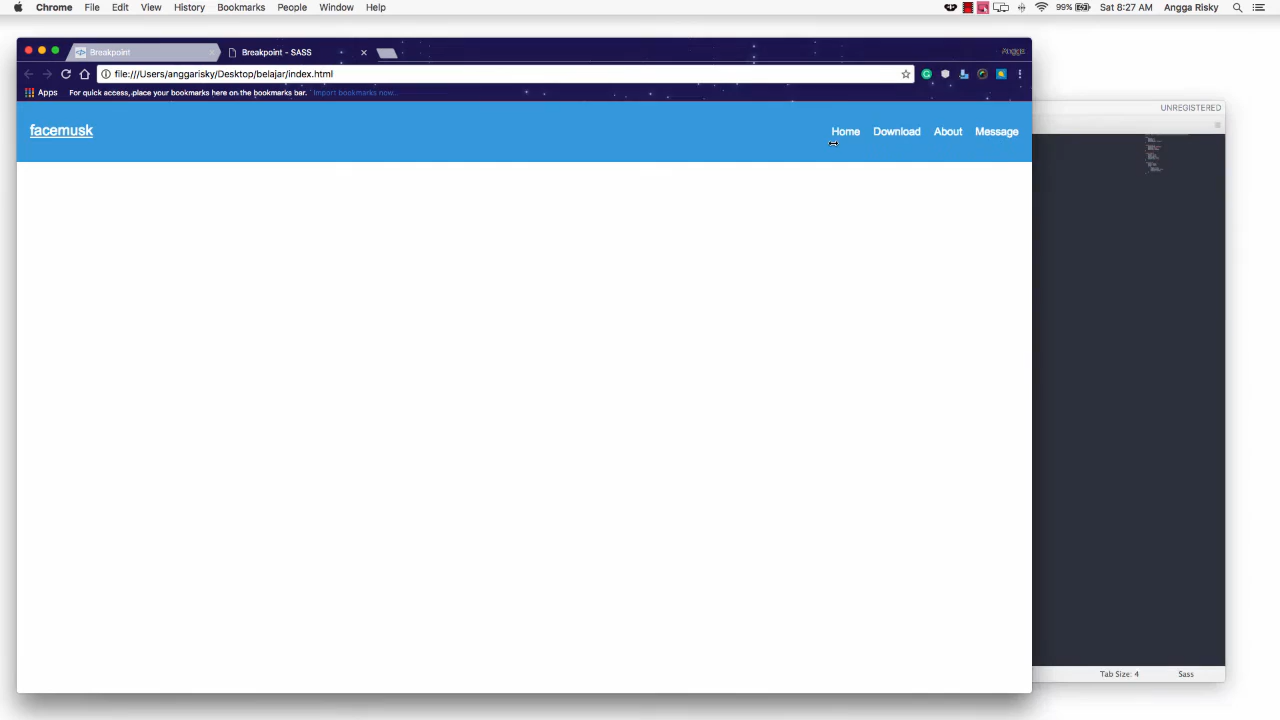 Chrome File Edit View History Bookmarks People Window Help 99% Sat 8:27 AM Angga Risky
Breakpoint Breakpoint - SASS Angga
file:///Users/anggarisky/Desktop/belajar/index.html
Apps For quick access, place your bookmarks here on the bookmarks bar. Import bookmarks now...
UNREGISTERED
facemusk Home Download About Message
Tab Size: 4 Sass